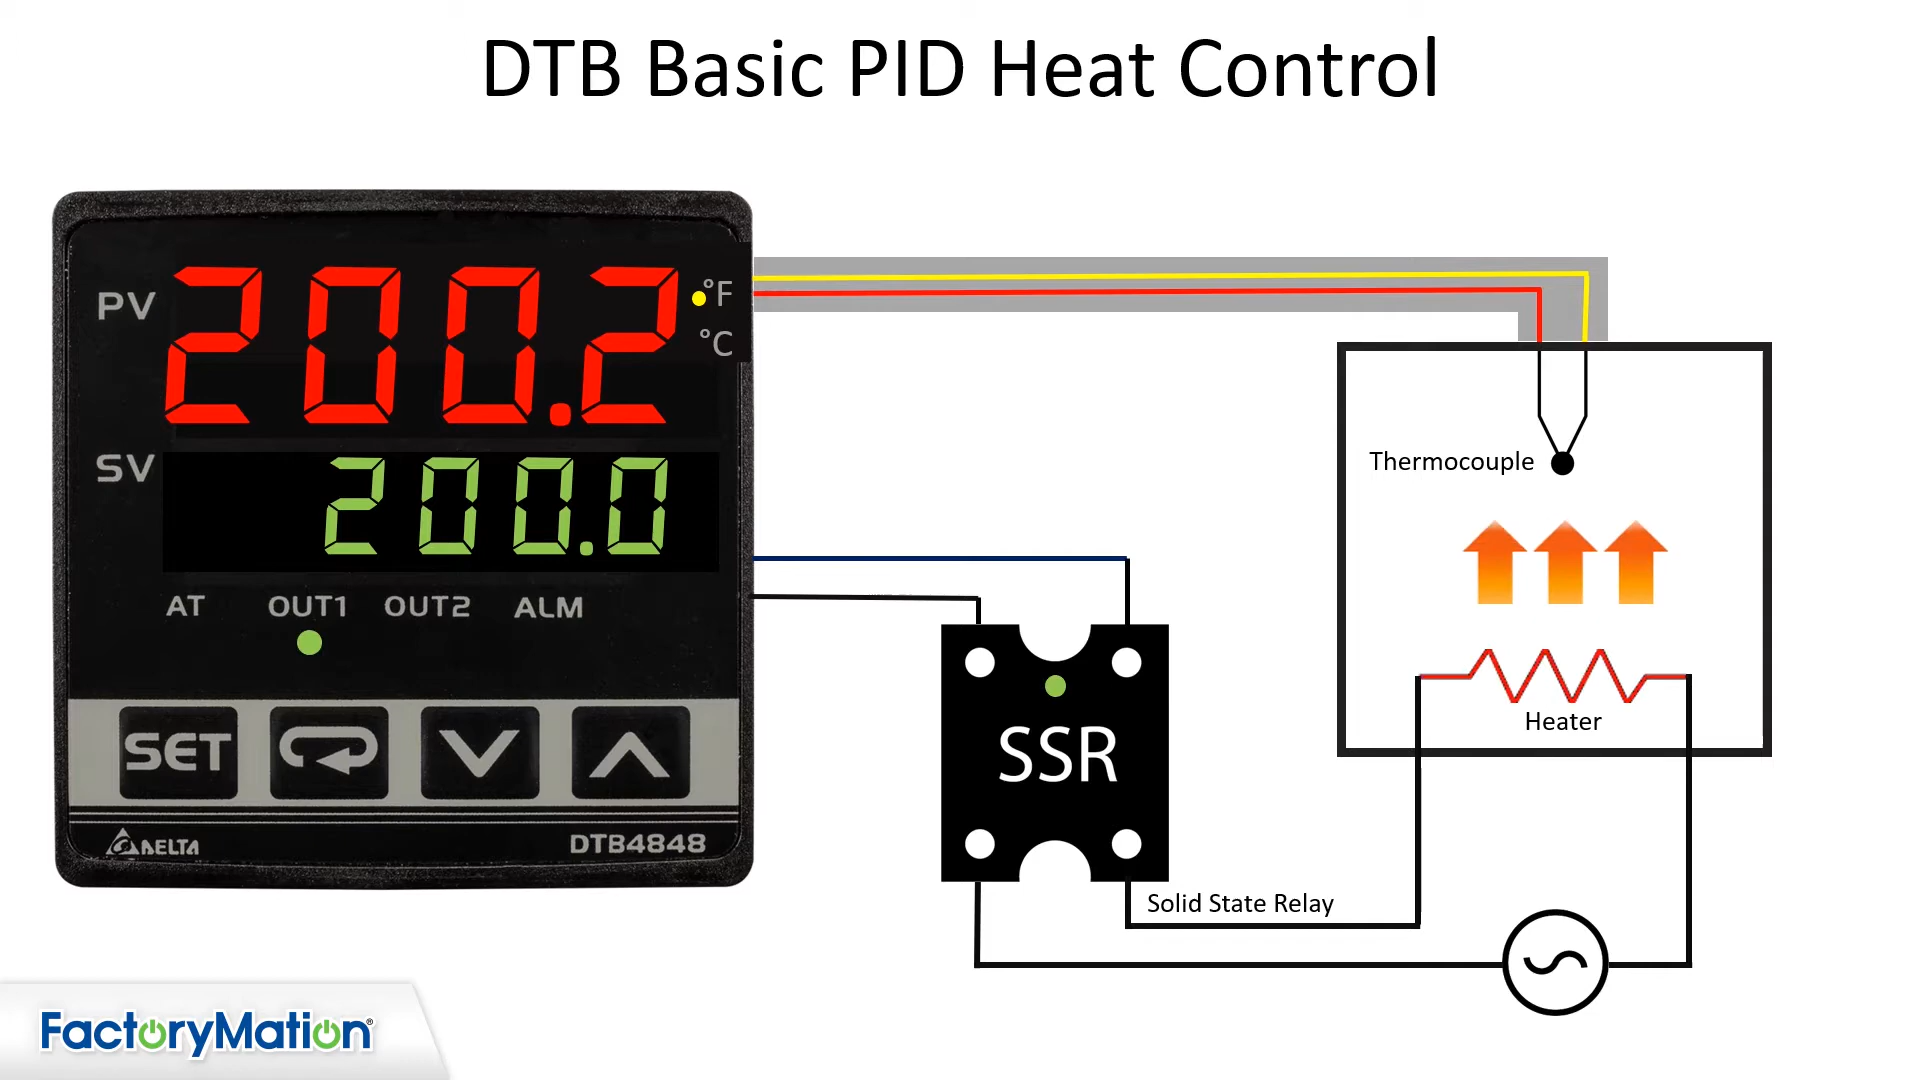 DTB Basic PID Heat Control
PV 200.2 °F
°C
SV 200.0
AT OUT1 OUT2 ALM
SET
DELTA DTB4848
Thermocouple
Heater
SSR
Solid State Relay
FactoryMation®